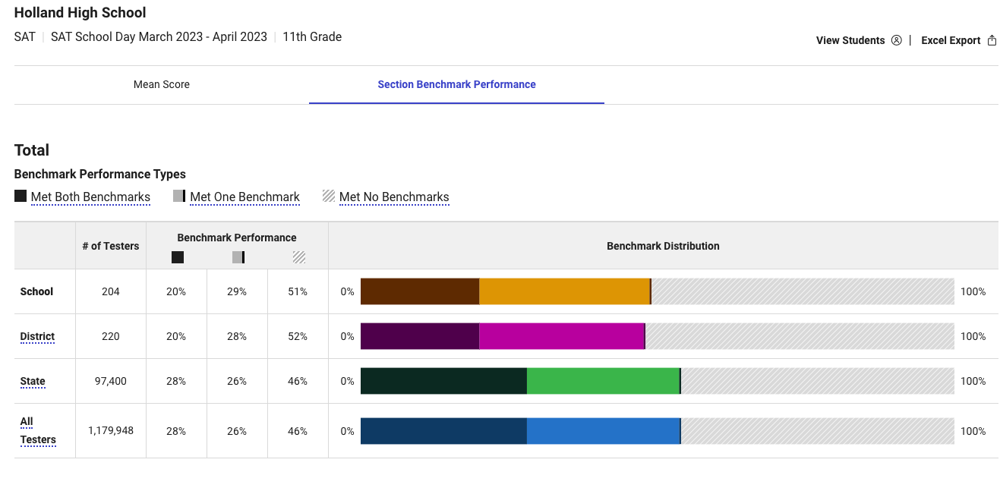 Holland High School
SAT | SAT School Day March 2023 - April 2023 | 11th Grade
View Students | Excel Export
Mean Score Section Benchmark Performance
Total
Benchmark Performance Types
Met Both Benchmarks Met One Benchmark Met No Benchmarks
# of Testers Benchmark Performance Benchmark Distribution
School 204 20% 29% 51% 0% 100%
District 220 20% 28% 52% 0% 100%
State 97,400 28% 26% 46% 0% 100%
All
Testers 1,179,948 28% 26% 46% 0% 100%